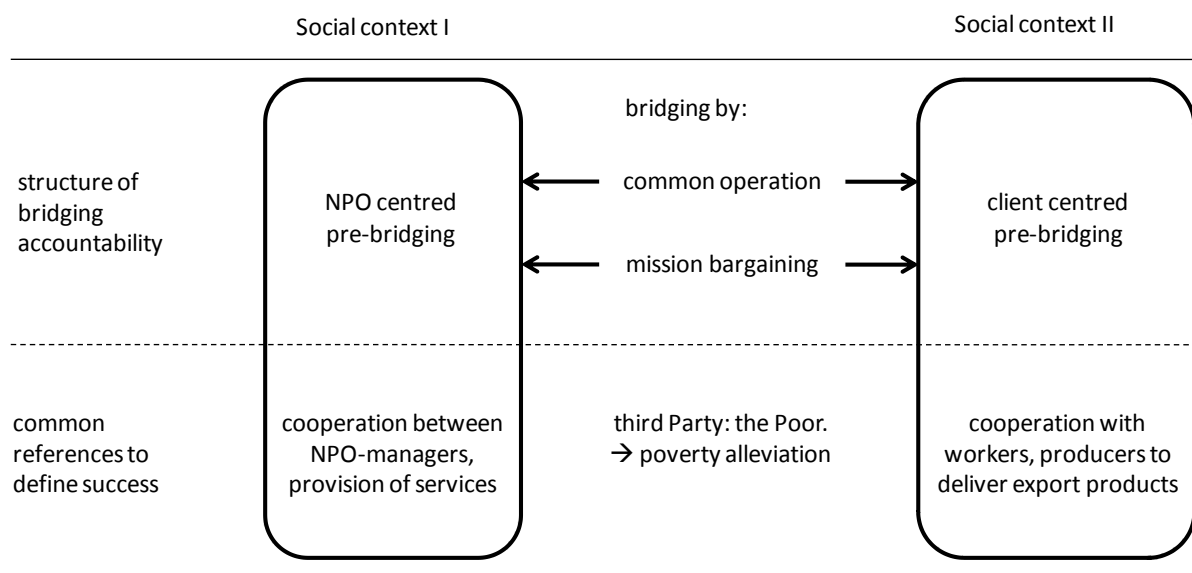 Social context I
Social context II
structure of
bridging
accountability
NPO centred
pre-bridging
bridging by:
common operation
mission bargaining
client centred
pre-bridging
common
references to
define success
cooperation between
NPO-managers,
provision of services
third Party: the Poor.
→ poverty alleviation
cooperation with
workers, producers to
deliver export products